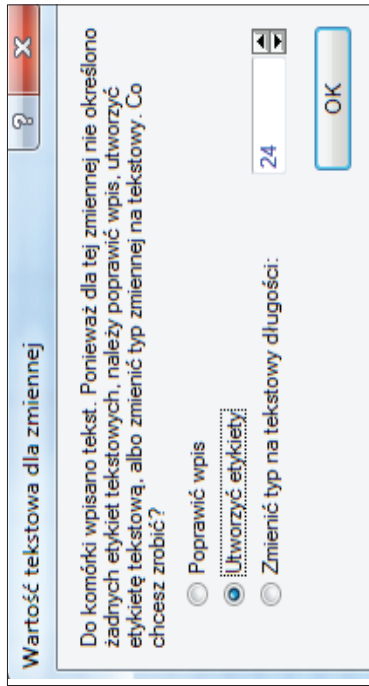 Wartość tekstowa dla zmiennej
Do komórki wpisano tekst. Ponieważ dla tej zmiennej nie określono
żadnych etykiet tekstowych, należy poprawić wpis, utworzyć
etykietę tekstową, albo zmienić typ zmiennej na tekstowy. Co
chcesz zrobić?
Poprawić wpis
Utworzyć etykiety
Zmienić typ na tekstowy długości:
24
OK